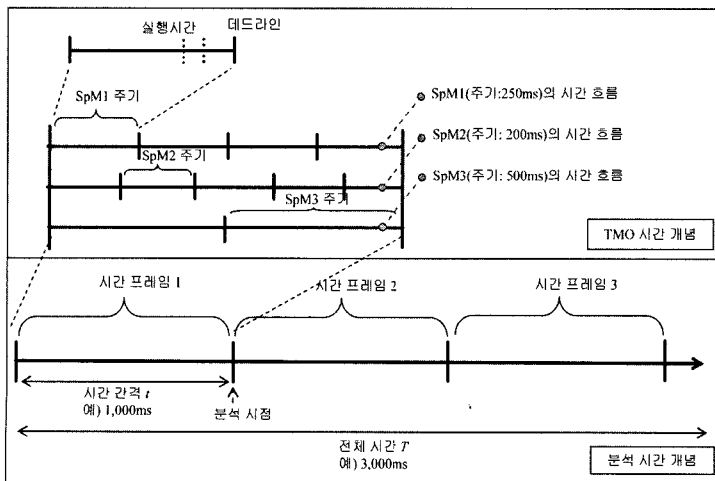 실행시간
데드라인
SpM1 주기
SpM1(주기:250ms)의 시간 흐름
SpM2 주기
SpM2(주기: 200ms)의 시간 흐름
SpM3 주기
SpM3(주기: 500ms)의 시간 흐름
TMO 시간 개념
시간 프레임 1
시간 프레임 2
시간 프레임 3
시간 간격 t
예) 1,000ms
분석 시점
전체 시간 T
예) 3,000ms
분석 시간 개념